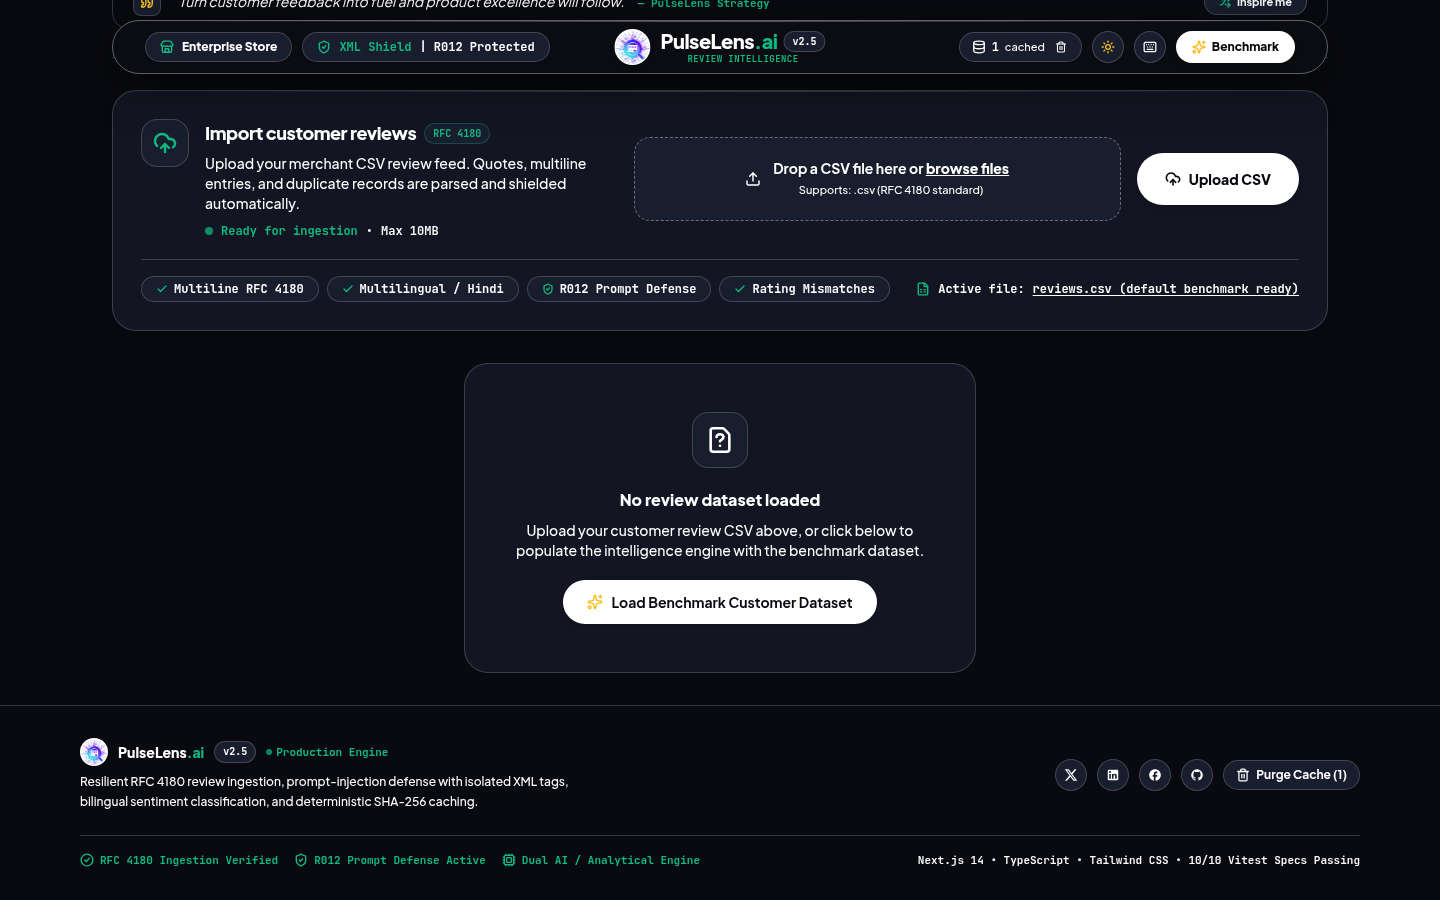 Turn customer feedback into fuel and product excellence will follow. — PulseLens Strategy
Inspire me
Enterprise Store
XML Shield | R012 Protected
PulseLens.ai v2.5
REVIEW INTELLIGENCE
1 cached
Benchmark
Import customer reviews RFC 4180
Upload your merchant CSV review feed. Quotes, multiline
entries, and duplicate records are parsed and shielded
automatically.
Ready for ingestion • Max 10MB
Drop a CSV file here or browse files
Supports: .csv (RFC 4180 standard)
Upload CSV
Multiline RFC 4180
Multilingual / Hindi
R012 Prompt Defense
Rating Mismatches
Active file: reviews.csv (default benchmark ready)
No review dataset loaded
Upload your customer review CSV above, or click below to
populate the intelligence engine with the benchmark dataset.
Load Benchmark Customer Dataset
PulseLens.ai v2.5 Production Engine
Resilient RFC 4180 review ingestion, prompt-injection defense with isolated XML tags,
bilingual sentiment classification, and deterministic SHA-256 caching.
Purge Cache (1)
RFC 4180 Ingestion Verified
R012 Prompt Defense Active
Dual AI / Analytical Engine
Next.js 14 • TypeScript • Tailwind CSS • 10/10 Vitest Specs Passing